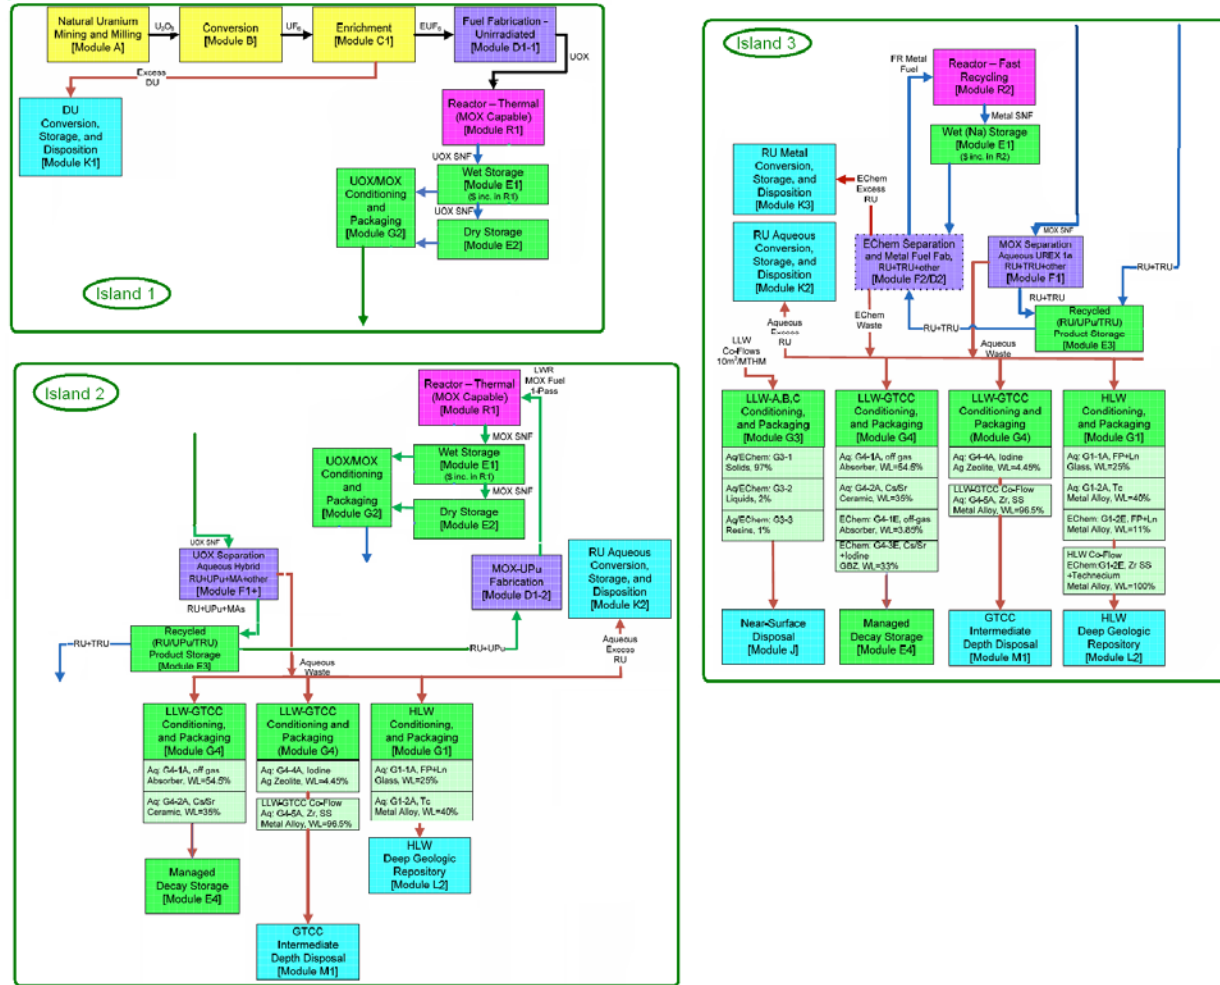 Natural Uranium
Mining and Milling
[Module A]
U₃O₈
Conversion
[Module B]
UF₆
Enrichment
[Module C1]
EUF₆
Fuel Fabrication –
Unirradiated
[Module D1-1]
UOX
Excess
DU
DU
Conversion,
Storage, and
Disposition
[Module K1]
Reactor – Thermal
(MOX Capable)
[Module R1]
UOX SNF
Wet Storage
[Module E1]
($ inc. in R1)
UOX SNF
Dry Storage
[Module E2]
UOX/MOX
Conditioning
and
Packaging
[Module G2]
Island 1
Island 2
Reactor – Thermal
(MOX Capable)
[Module R1]
LWR
MOX Fuel
1-Pass
MOX SNF
Wet Storage
[Module E1]
($ inc. in R1)
MOX SNF
Dry Storage
[Module E2]
UOX/MOX
Conditioning
and
Packaging
[Module G2]
UOX SNF
UOX Separation
Aqueous Hybrid
RU+UPu+MA+other
[Module F1+]
RU+UPu+MAs
Recycled
(RU/UPu/TRU)
Product Storage
[Module E3]
RU+TRU
RU+UPu
MOX-UPu
Fabrication
[Module D1-2]
RU Aqueous
Conversion,
Storage, and
Disposition
[Module K2]
Aqueous
Excess
RU
Aqueous
Waste
LLW-GTCC
Conditioning,
and Packaging
[Module G4]
Aq: G4-1A, off gas
Absorber, WL=54.5%
Aq: G4-2A, Cs/Sr
Ceramic, WL=35%
Managed
Decay Storage
[Module E4]
LLW-GTCC
Conditioning and
Packaging
(Module G4)
Aq: G4-4A, Iodine
Ag Zeolite, WL=4.45%
LLW-GTCC Co-Flow
Aq: G4-5A, Zr, SS
Metal Alloy, WL=96.5%
GTCC
Intermediate
Depth Disposal
[Module M1]
HLW
Conditioning,
and Packaging
[Module G1]
Aq: G1-1A, FP+Ln
Glass, WL=25%
Aq: G1-2A, Tc
Metal Alloy, WL=40%
HLW
Deep Geologic
Repository
[Module L2]
Island 3
FR Metal
Fuel
Reactor – Fast
Recycling
[Module R2]
Metal SNF
Wet (Na) Storage
[Module E1]
($ inc. in R2)
RU Metal
Conversion,
Storage, and
Disposition
[Module K3]
EChem
Excess
RU
RU Aqueous
Conversion,
Storage, and
Disposition
[Module K2]
EChem Separation
and Metal Fuel Fab,
RU+TRU+other
[Module F2/D2]
MOX SNF
MOX Separation
Aqueous UREX 1a
RU+TRU+other
[Module F1]
RU+TRU
RU+TRU
Recycled
(RU/UPu/TRU)
Product Storage
[Module E3]
RU+TRU
EChem
Waste
Aqueous
Excess
RU
Aqueous
Waste
LLW
Co-Flows
10m³/MTHM
LLW-A,B,C
Conditioning,
and Packaging
[Module G3]
Aq/EChem: G3-1
Solids, 97%
Aq/EChem: G3-2
Liquids, 2%
Aq/EChem: G3-3
Resins, 1%
Near-Surface
Disposal
[Module J]
LLW-GTCC
Conditioning,
and Packaging
[Module G4]
Aq: G4-1A, off gas
Absorber, WL=54.5%
Aq: G4-2A, Cs/Sr
Ceramic, WL=35%
EChem: G4-1E, off-gas
Absorber, WL=3.85%
EChem: G4-3E, Cs/Sr
+Iodine
GBZ, WL=33%
Managed
Decay Storage
[Module E4]
LLW-GTCC
Conditioning and
Packaging
(Module G4)
Aq: G4-4A, Iodine
Ag Zeolite, WL=4.45%
LLW-GTCC Co-Flow
Aq: G4-5A, Zr, SS
Metal Alloy, WL=96.5%
GTCC
Intermediate
Depth Disposal
[Module M1]
HLW
Conditioning,
and Packaging
[Module G1]
Aq: G1-1A, FP+Ln
Glass, WL=25%
Aq: G1-2A, Tc
Metal Alloy, WL=40%
EChem: G1-2E, FP+Ln
Metal Alloy, WL=11%
HLW Co-Flow
EChem:G1-2E, Zr SS
+Technecium
Metal Alloy, WL=100%
HLW
Deep Geologic
Repository
[Module L2]